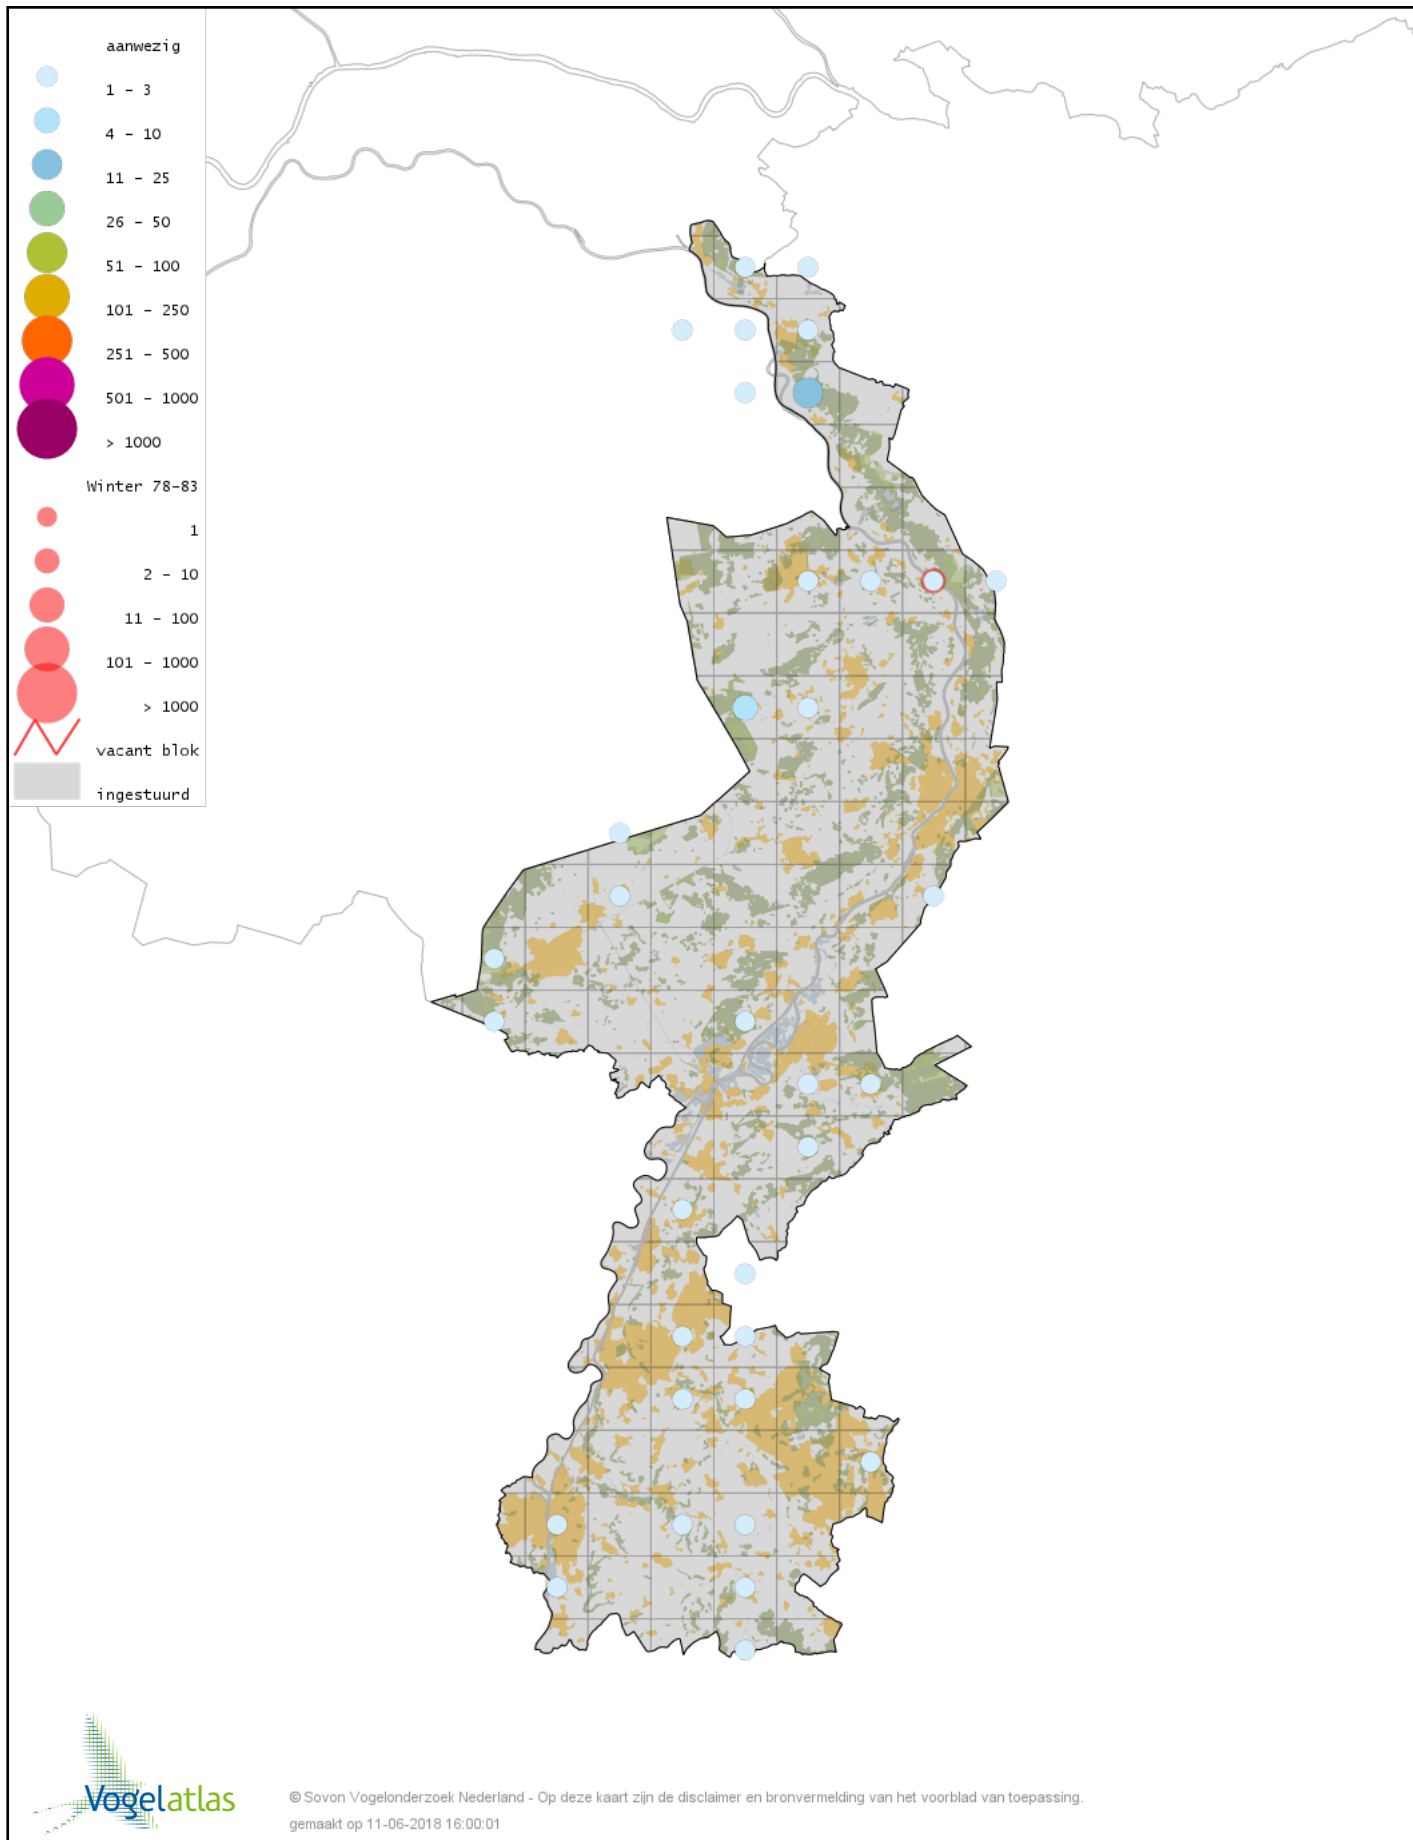 aanwezig
1 – 3
4 – 10
11 – 25
26 – 50
51 – 100
101 – 250
251 – 500
501 – 1000
> 1000
Winter 78-83
1
2 – 10
11 – 100
101 – 1000
> 1000
vacant blok
ingestuurd
Vogelatlas
© Sovon Vogelonderzoek Nederland - Op deze kaart zijn de disclaimer en bronvermelding van het voorblad van toepassing.
gemaakt op 11-06-2018 16:00:01